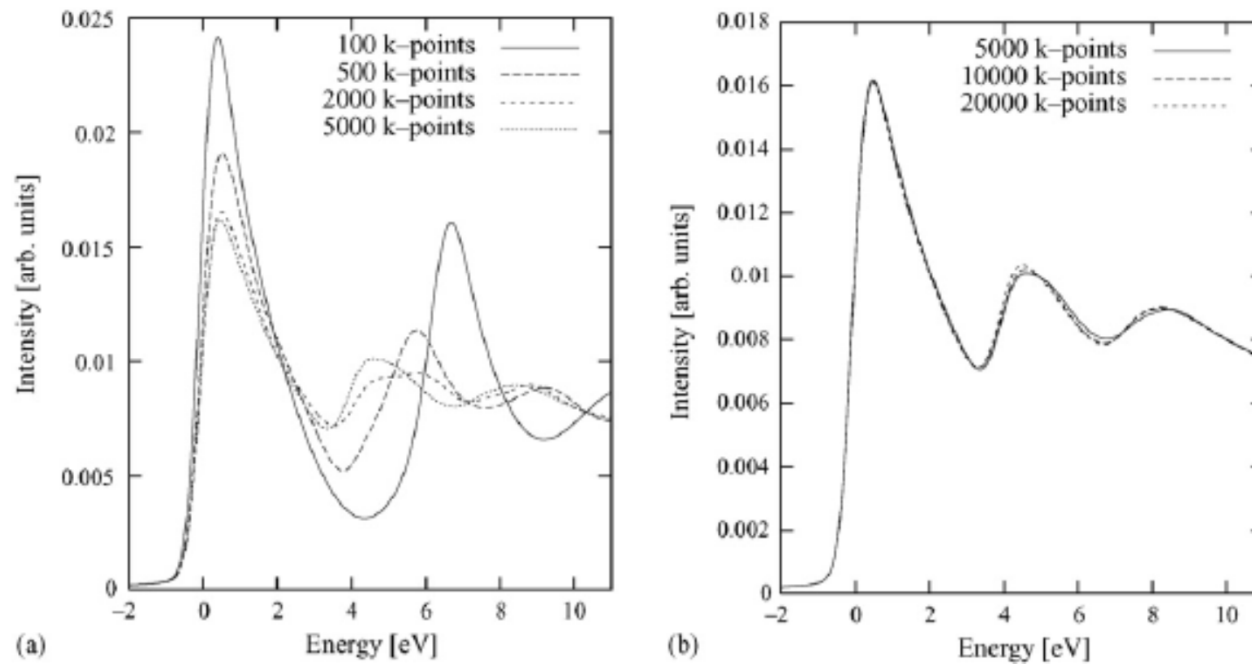 0.025
0.02
0.015
0.01
0.005
0
−2
0
2
4
6
8
10
Intensity [arb. units]
Energy [eV]
100 k−points
500 k−points
2000 k−points
5000 k−points
(a)
0.018
0.016
0.014
0.012
0.01
0.008
0.006
0.004
0.002
0
−2
0
2
4
6
8
10
Intensity [arb. units]
Energy [eV]
5000 k−points
10000 k−points
20000 k−points
(b)